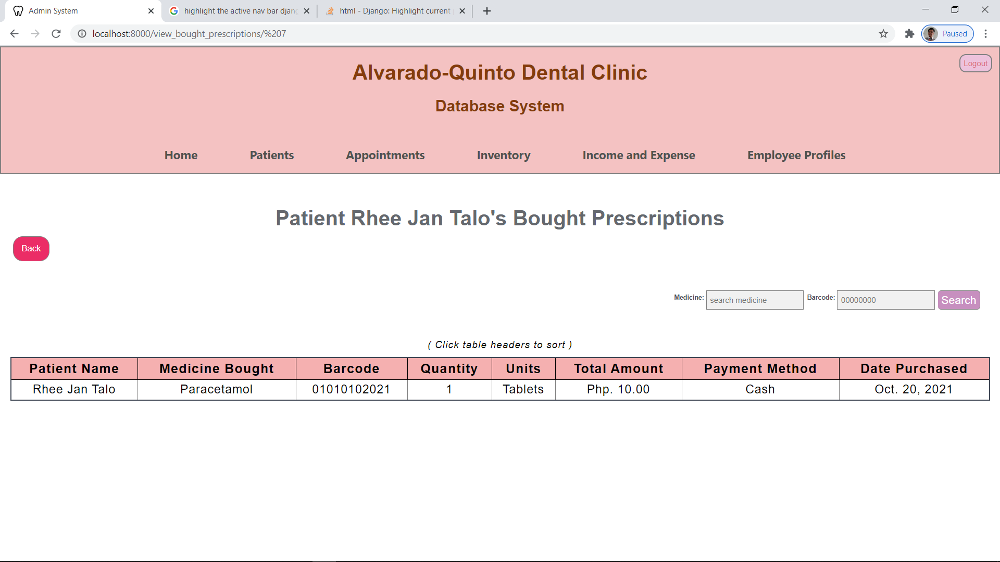 Admin System
highlight the active nav bar djang
html - Django: Highlight current
localhost:8000/view_bought_prescriptions/%207
Paused
Alvarado-Quinto Dental Clinic
Logout
Database System
Home Patients Appointments Inventory Income and Expense Employee Profiles
Patient Rhee Jan Talo's Bought Prescriptions
Back
Medicine: search medicine Barcode: 00000000 Search
( Click table headers to sort )
Patient Name Medicine Bought Barcode Quantity Units Total Amount Payment Method Date Purchased
Rhee Jan Talo Paracetamol 01010102021 1 Tablets Php. 10.00 Cash Oct. 20, 2021